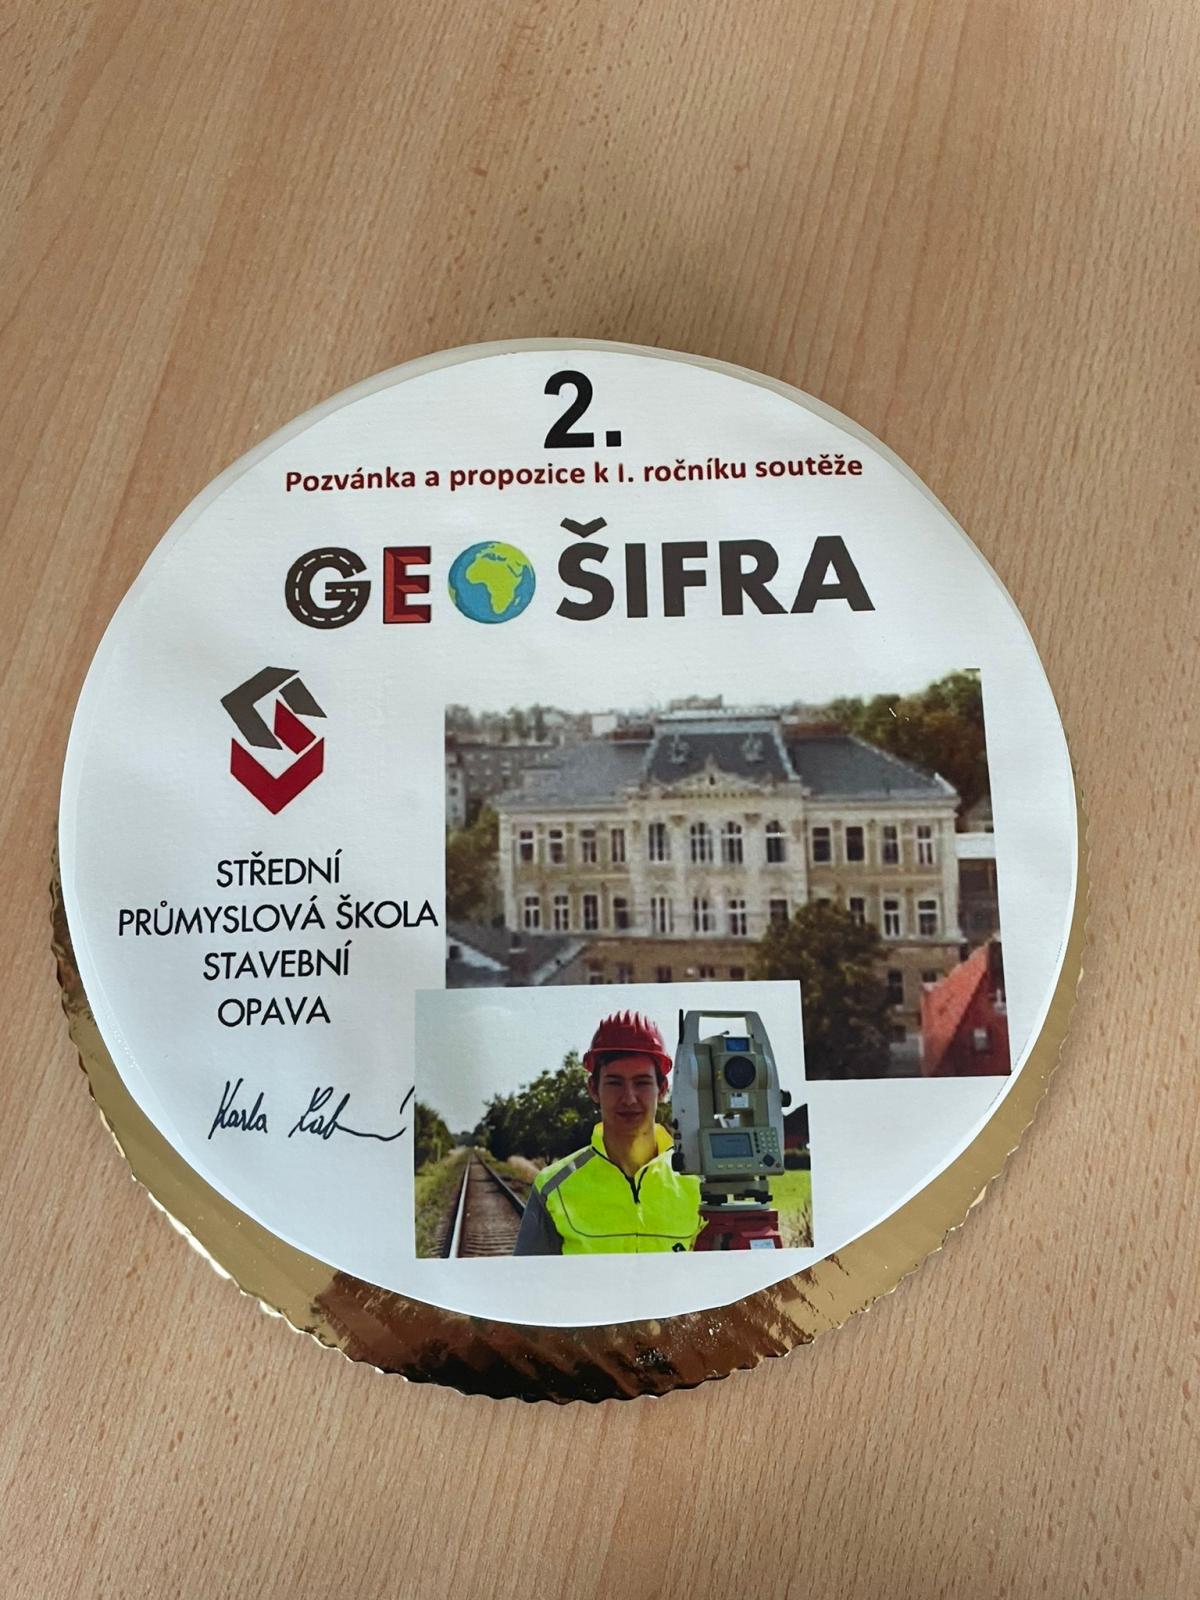 2.
Pozvánka a propozice k I. ročníku soutěže
GEOŠIFRA
STŘEDNÍ
PRŮMYSLOVÁ ŠKOLA
STAVEBNÍ
OPAVA
Karla